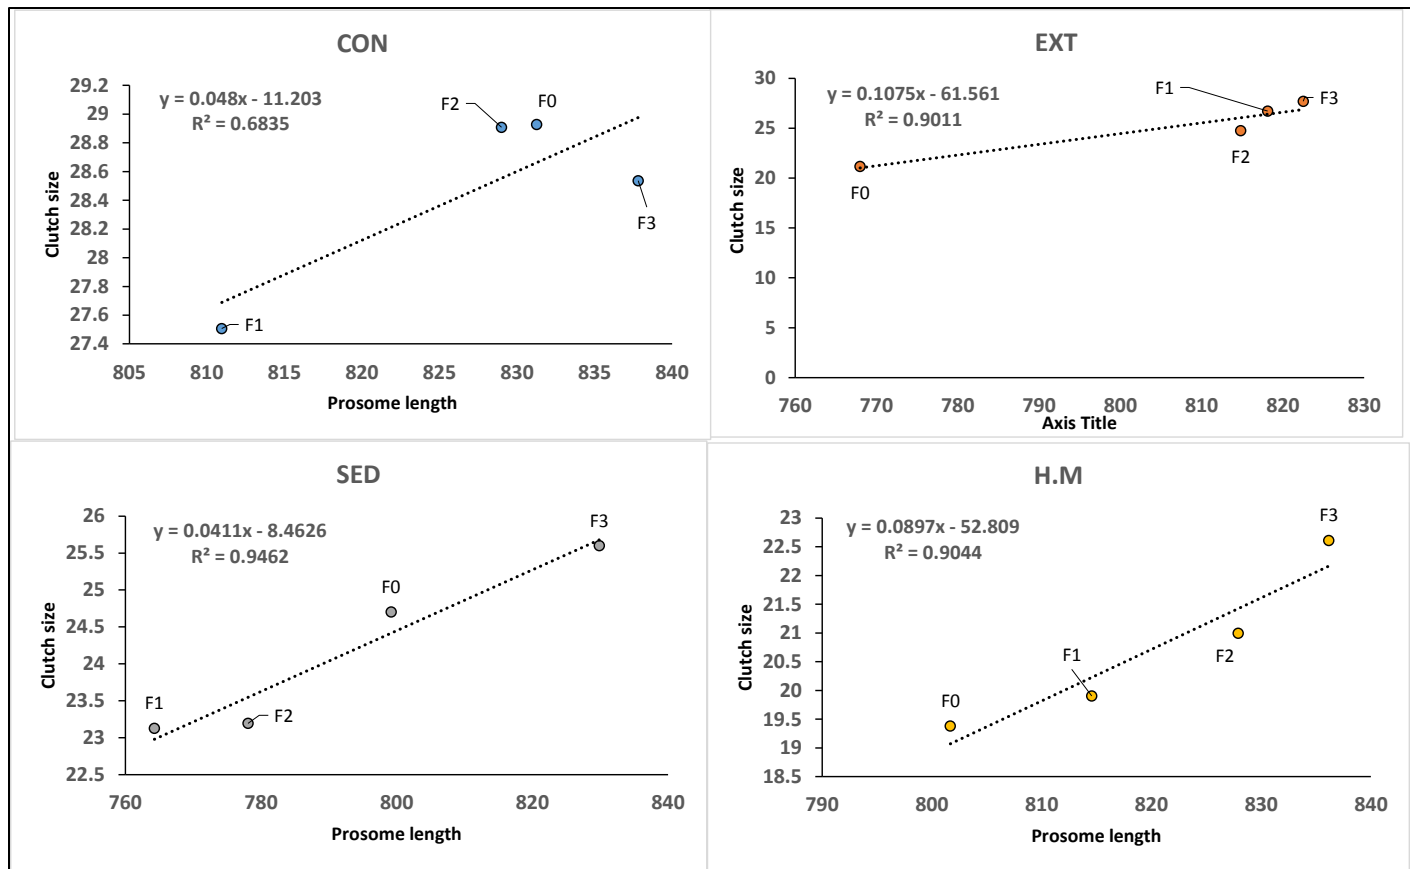 CON
y = 0.048x - 11.203
R² = 0.6835
29.2
29
28.8
28.6
28.4
28.2
28
27.8
27.6
27.4
Clutch size
F2
F0
F3
F1
805 810 815 820 825 830 835 840
Prosome length
EXT
y = 0.1075x - 61.561
R² = 0.9011
30
25
20
15
10
5
0
Clutch size
F1
F3
F2
F0
760 770 780 790 800 810 820 830
Axis Title
SED
y = 0.0411x - 8.4626
R² = 0.9462
26
25.5
25
24.5
24
23.5
23
22.5
Clutch size
F3
F0
F1
F2
760 780 800 820 840
Prosome length
H.M
y = 0.0897x - 52.809
R² = 0.9044
23
22.5
22
21.5
21
20.5
20
19.5
19
18.5
Clutch size
F3
F1
F2
F0
790 800 810 820 830 840
Prosome length